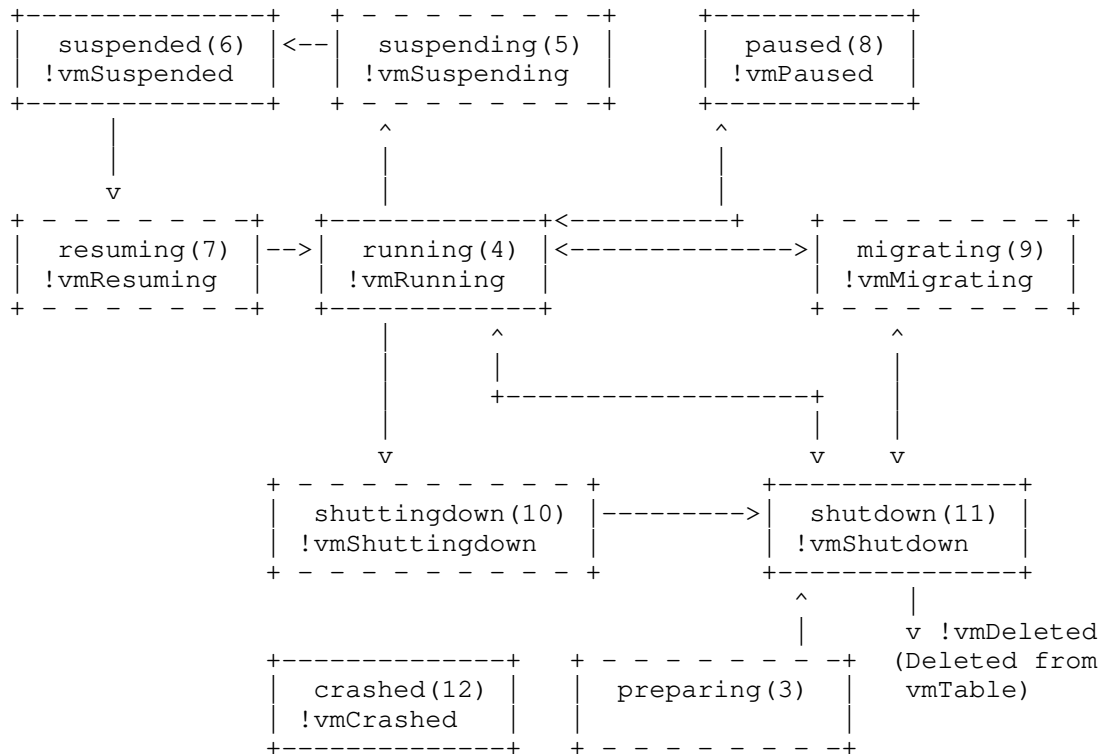 suspended(6) suspending(5) paused(8)
!vmSuspended !vmSuspending !vmPaused
resuming(7) running(4) migrating(9)
!vmResuming !vmRunning !vmMigrating
shuttingdown(10) shutdown(11)
!vmShuttingdown !vmShutdown
!vmDeleted
(Deleted from
crashed(12) preparing(3) vmTable)
!vmCrashed